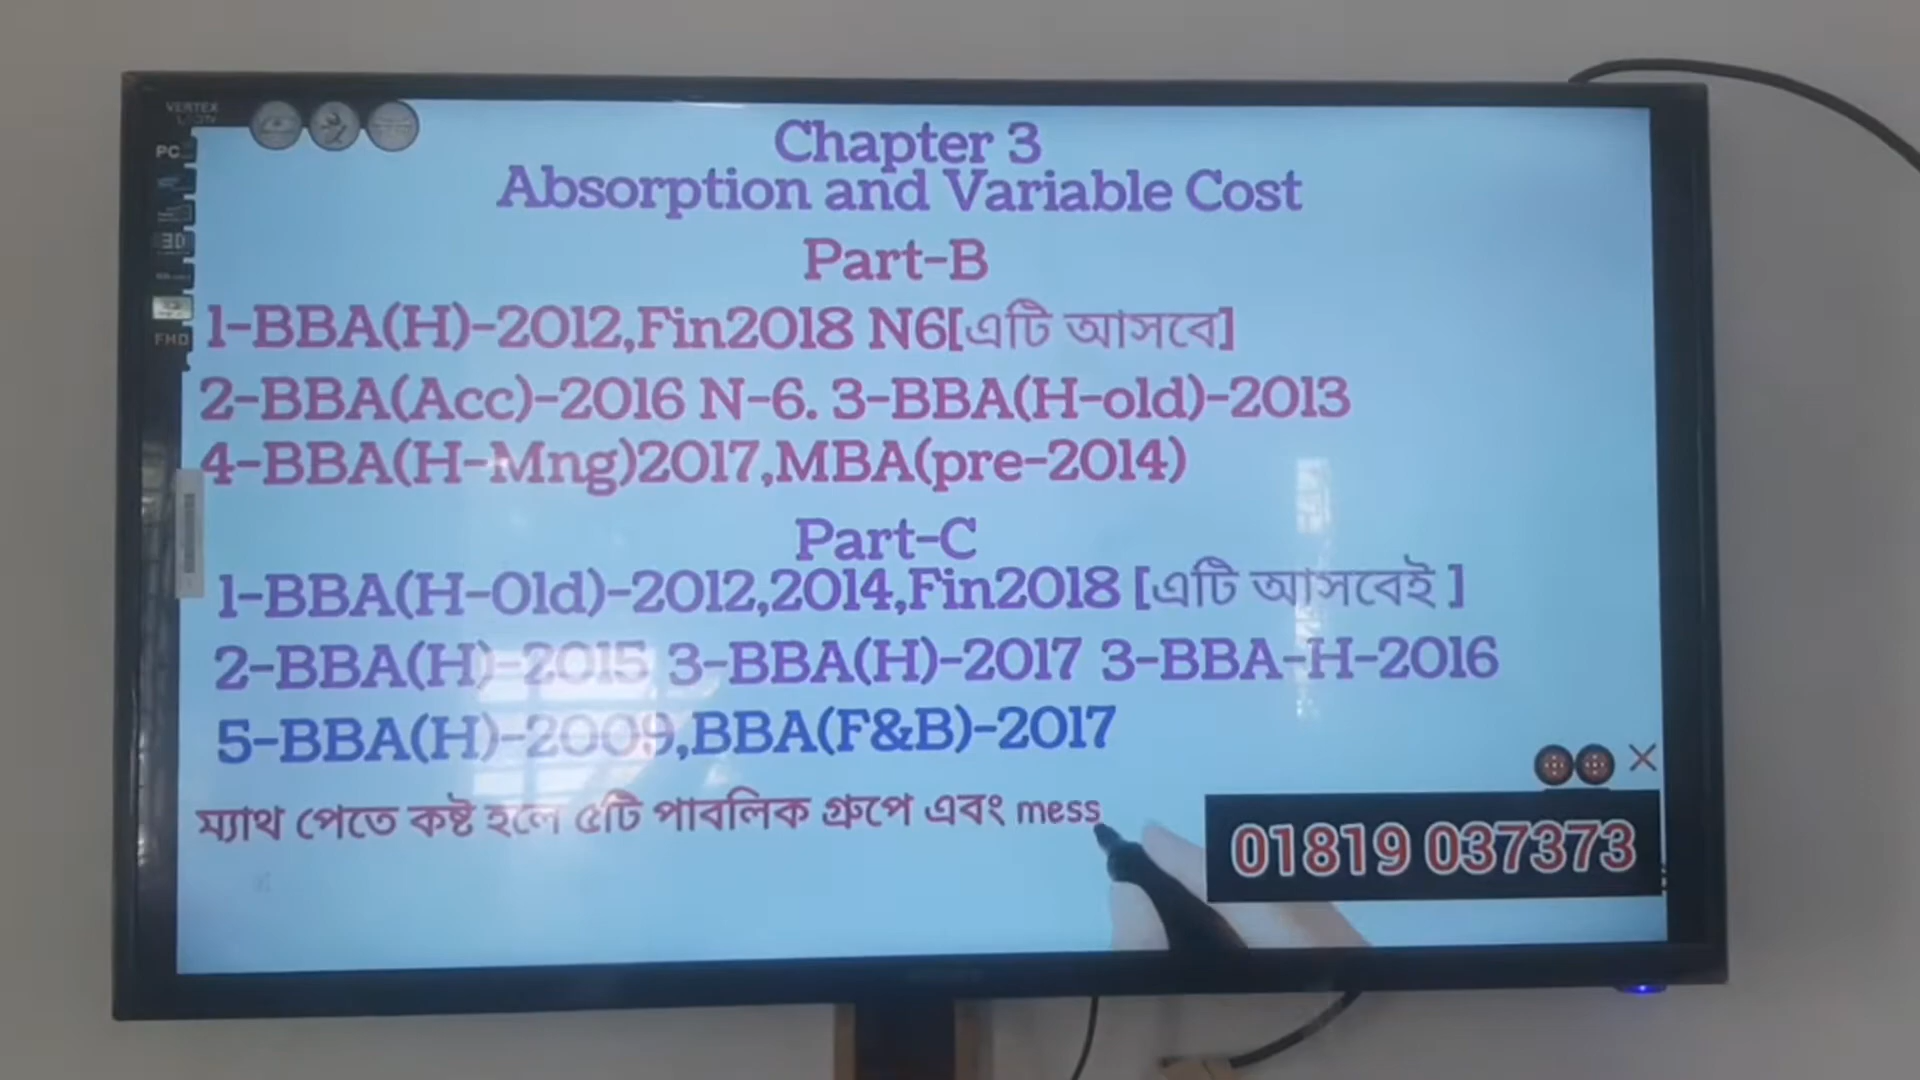 VERTEX
PC
3D
FHD
Chapter 3
Absorption and Variable Cost
Part-B
1-BBA(H)-2012,Fin2018 N6[এটি আসবে]
2-BBA(Acc)-2016 N-6. 3-BBA(H-old)-2013
4-BBA(H-Mng)2017,MBA(pre-2014)
Part-C
1-BBA(H-Old)-2012,2014,Fin2018 [এটি আসবেই ]
2-BBA(H)-2015 3-BBA(H)-2017 3-BBA-H-2016
5-BBA(H)-2009,BBA(F&B)-2017
ম্যাথ পেতে কষ্ট হলে ৫টি পাবলিক গ্রুপে এবং mess
01819 037373